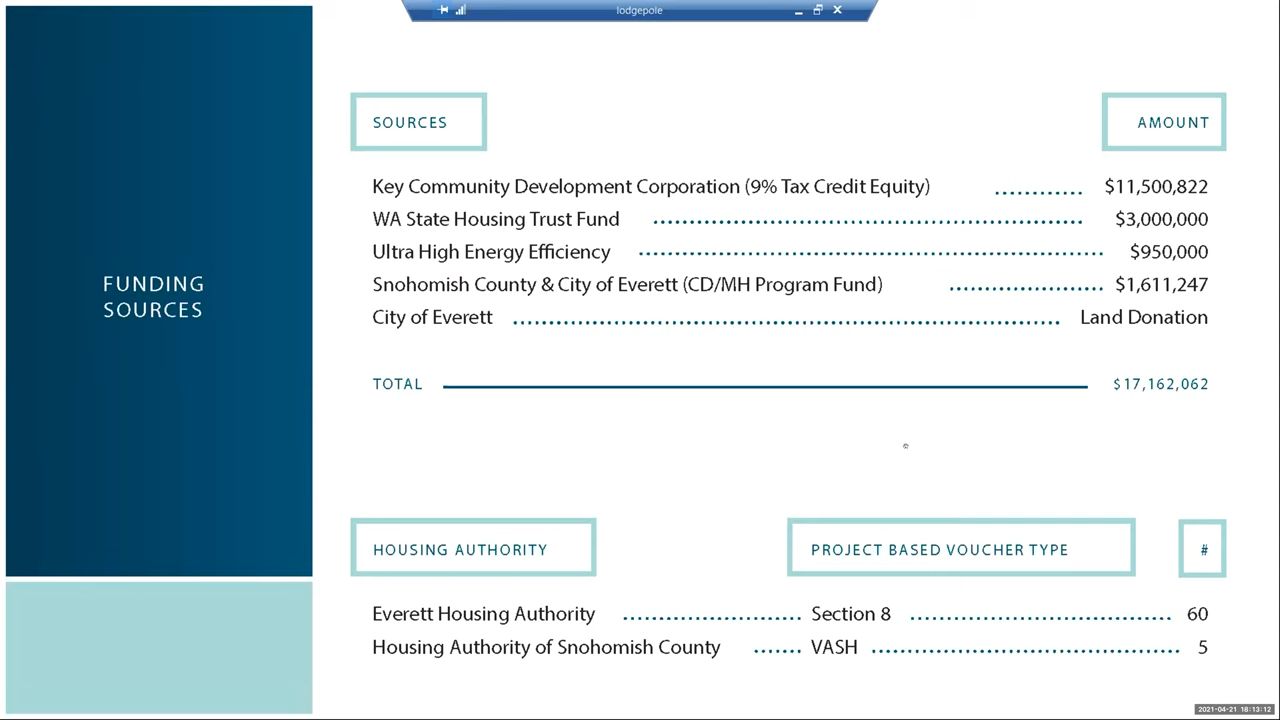 lodgepole
SOURCES AMOUNT
Key Community Development Corporation (9% Tax Credit Equity) ............ $11,500,822
WA State Housing Trust Fund ............ $3,000,000
Ultra High Energy Efficiency ............ $950,000
Snohomish County & City of Everett (CD/MH Program Fund) ............ $1,611,247
City of Everett ............ Land Donation
FUNDING
SOURCES
TOTAL $17,162,062
HOUSING AUTHORITY PROJECT BASED VOUCHER TYPE #
Everett Housing Authority ............ Section 8 ............ 60
Housing Authority of Snohomish County ...... VASH ............ 5
2021-04-21 18:13:12